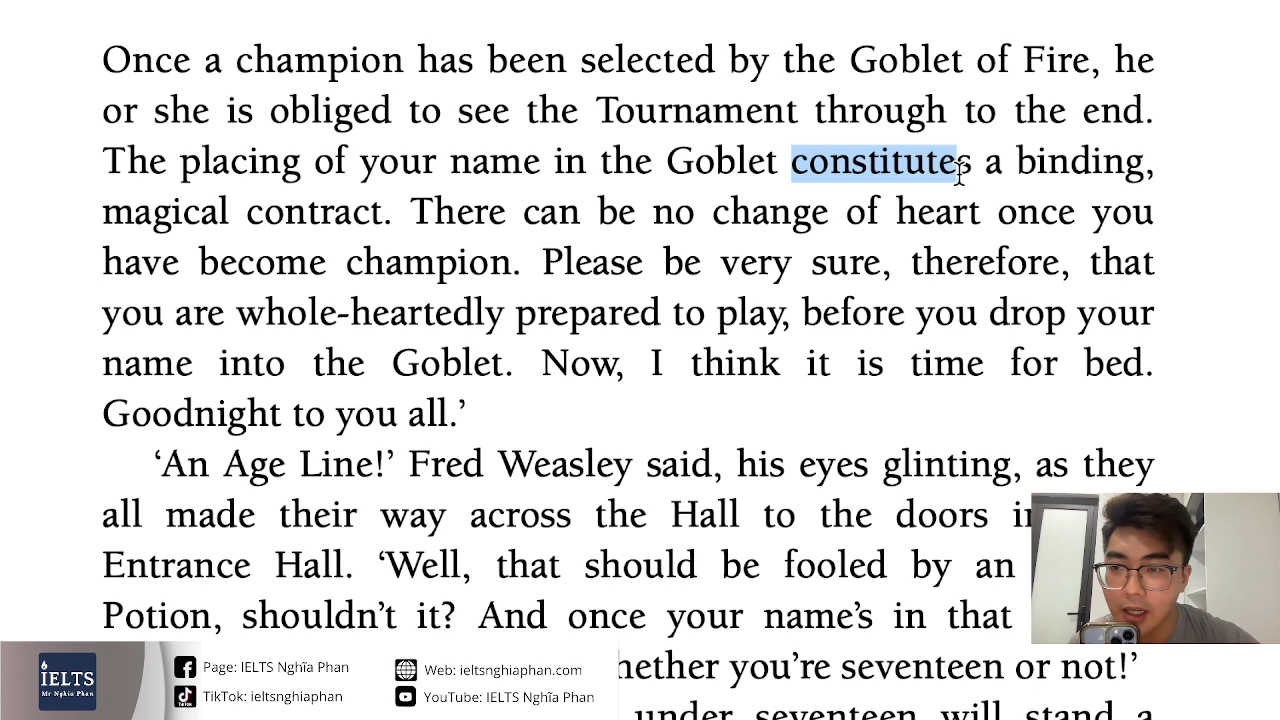 Once a champion has been selected by the Goblet of Fire, he
or she is obliged to see the Tournament through to the end.
The placing of your name in the Goblet constitutes a binding,
magical contract. There can be no change of heart once you
have become champion. Please be very sure, therefore, that
you are whole-heartedly prepared to play, before you drop your
name into the Goblet. Now, I think it is time for bed.
Goodnight to you all.’
‘An Age Line!’ Fred Weasley said, his eyes glinting, as they
all made their way across the Hall to the doors
Entrance Hall. ‘Well, that should be fooled by an
Potion, shouldn’t it? And once your name’s in that
you’re seventeen or not!’
under seventeen will stand a
IELTS
Mr Nghia Phan
Page: IELTS Nghĩa Phan
TikTok: ieltsnghiaphan
Web: ieltsnghiaphan.com
YouTube: IELTS Nghĩa Phan